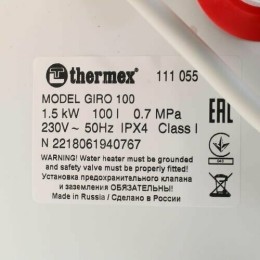 thermex 111 055
MODEL GIRO 100
1.5 kW 100 l 0.7 MPa
230V ~ 50Hz IPX4 Class I
N 2218061940767
EAC
WARNING! Water heater must be grounded
and safety valve must be properly installed!
Установка предохранительного клапана
и заземления ОБЯЗАТЕЛЬНЫ!
Made in Russia / Сделано в России